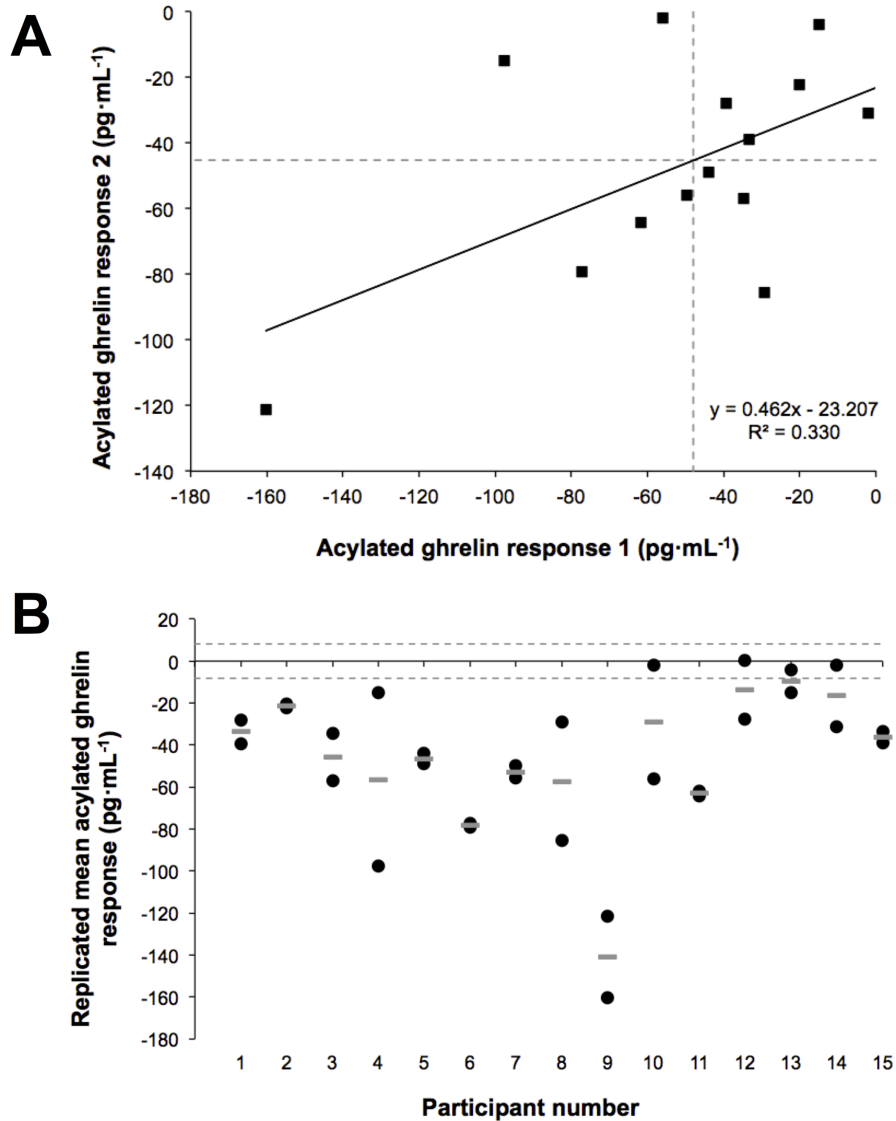 A
Acylated ghrelin response 2 (pg·mL⁻¹)
0
-20
-40
-60
-80
-100
-120
-140
y = 0.462x - 23.207
R² = 0.330
-180 -160 -140 -120 -100 -80 -60 -40 -20 0
Acylated ghrelin response 1 (pg·mL⁻¹)
B
Replicated mean acylated ghrelin
response (pg·mL⁻¹)
20
0
-20
-40
-60
-80
-100
-120
-140
-160
-180
1 2 3 4 5 6 7 8 9 10 11 12 13 14 15
Participant number